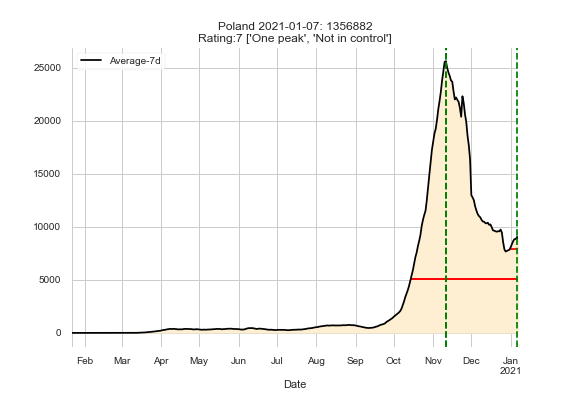 Poland 2021-01-07: 1356882
Rating:7 ['One peak', 'Not in control']
Average-7d
25000
20000
15000
10000
5000
0
Feb Mar Apr May Jun Jul Aug Sep Oct Nov Dec Jan
2021
Date